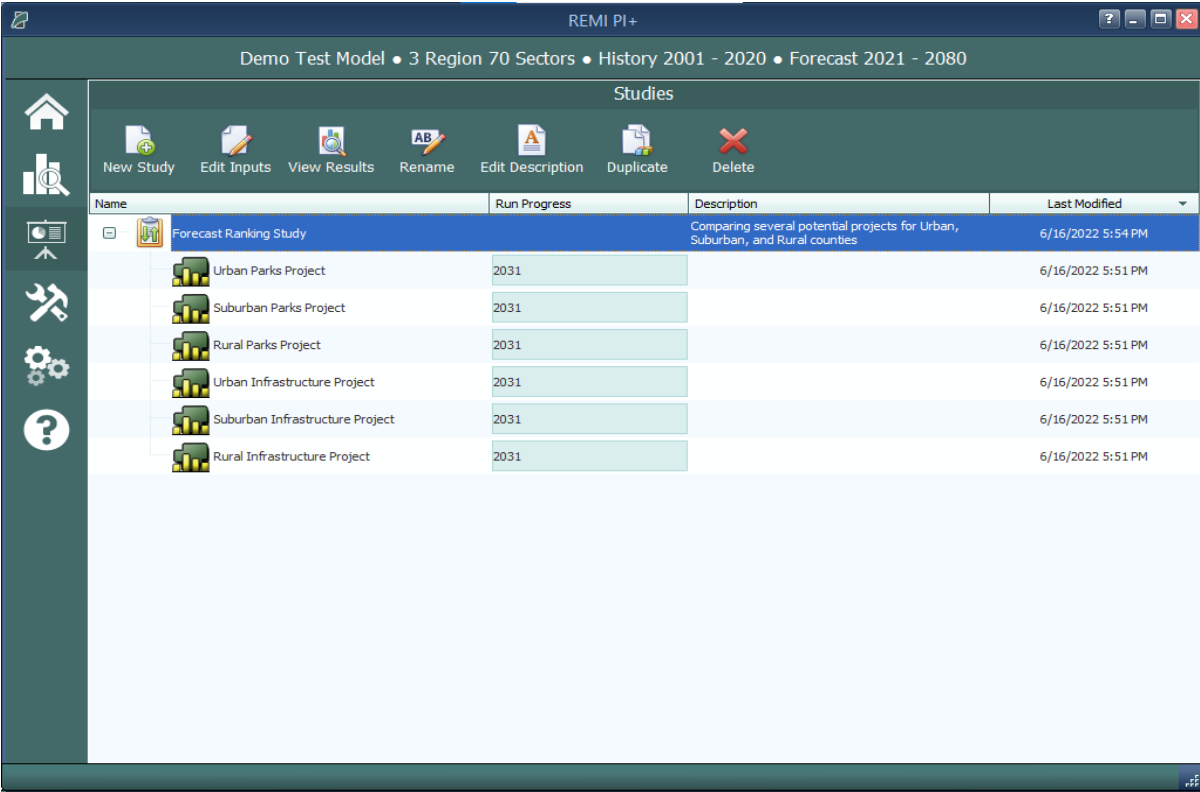 REMI PI+
Demo Test Model ● 3 Region 70 Sectors ● History 2001 - 2020 ● Forecast 2021 - 2080
Studies
New Study Edit Inputs View Results Rename Edit Description Duplicate Delete
Name Run Progress Description Last Modified
Forecast Ranking Study Comparing several potential projects for Urban, Suburban, and Rural counties 6/16/2022 5:54 PM
Urban Parks Project 2031 6/16/2022 5:51 PM
Suburban Parks Project 2031 6/16/2022 5:51 PM
Rural Parks Project 2031 6/16/2022 5:51 PM
Urban Infrastructure Project 2031 6/16/2022 5:51 PM
Suburban Infrastructure Project 2031 6/16/2022 5:51 PM
Rural Infrastructure Project 2031 6/16/2022 5:51 PM